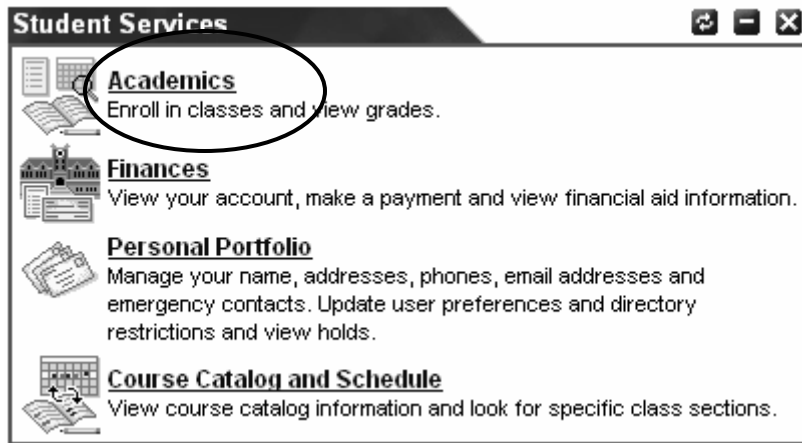 Student Services
Academics
Enroll in classes and view grades.
Finances
View your account, make a payment and view financial aid information.
Personal Portfolio
Manage your name, addresses, phones, email addresses and
emergency contacts. Update user preferences and directory
restrictions and view holds.
Course Catalog and Schedule
View course catalog information and look for specific class sections.